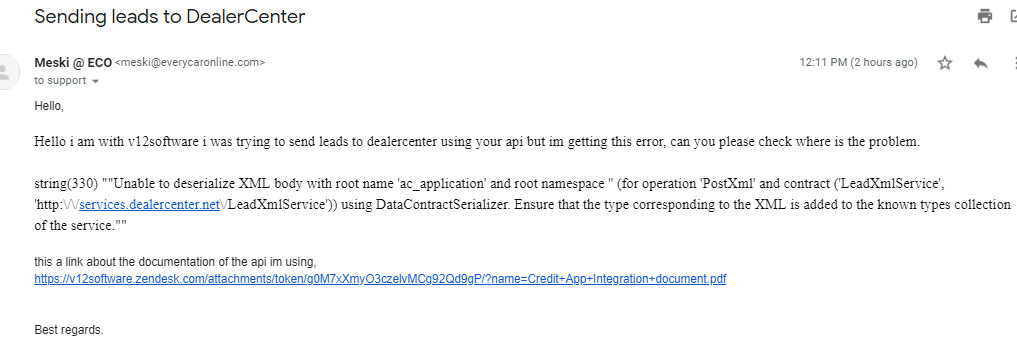 Sending leads to DealerCenter
Meski @ ECO <meski@everycaronline.com>
12:11 PM (2 hours ago)
to support
Hello,
Hello i am with v12software i was trying to send leads to dealercenter using your api but im getting this error, can you please check where is the problem.
string(330) ""Unable to deserialize XML body with root name 'ac_application' and root namespace '' (for operation 'PostXml' and contract ('LeadXmlService',
'http:\/\/services.dealercenter.net\/LeadXmlService')) using DataContractSerializer. Ensure that the type corresponding to the XML is added to the known types collection
of the service.""
this a link about the documentation of the api im using,
https://v12software.zendesk.com/attachments/token/g0M7xXmyO3czelvMCg92Qd9gP/?name=Credit+App+Integration+document.pdf
Best regards.